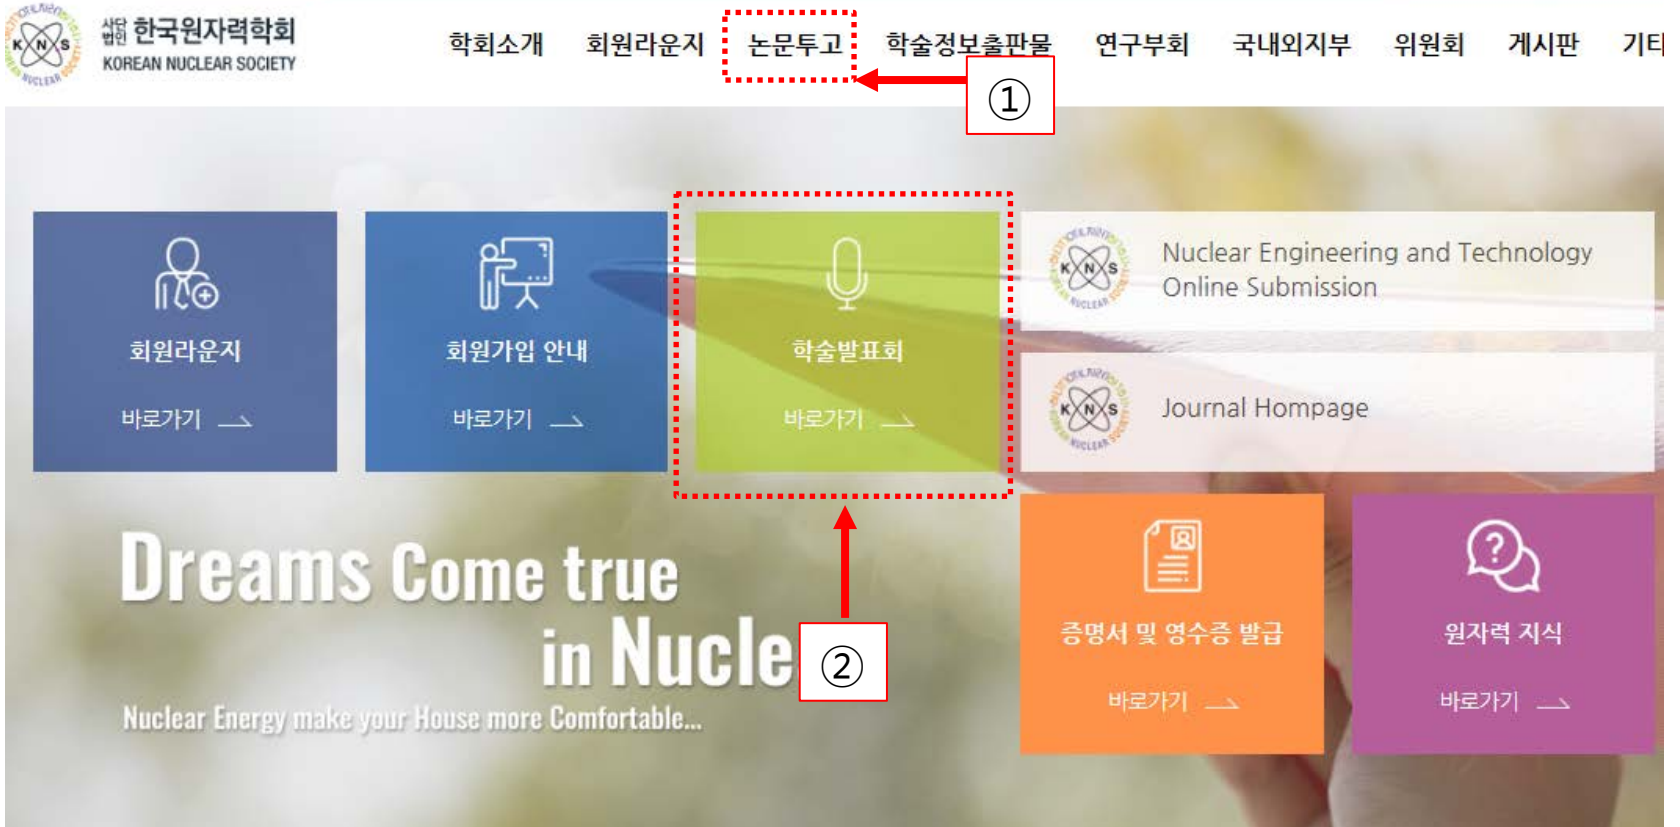 사단법인 한국원자력학회
KOREAN NUCLEAR SOCIETY
학회소개 회원라운지 논문투고 학술정보출판물 연구부회 국내외지부 위원회 게시판 기타
①
회원라운지
바로가기
회원가입 안내
바로가기
학술발표회
바로가기
KNS
Nuclear Engineering and Technology
Online Submission
KNS
Journal Hompage
Dreams Come true
in Nucle
②
Nuclear Energy make your House more Comfortable...
증명서 및 영수증 발급
바로가기
원자력 지식
바로가기